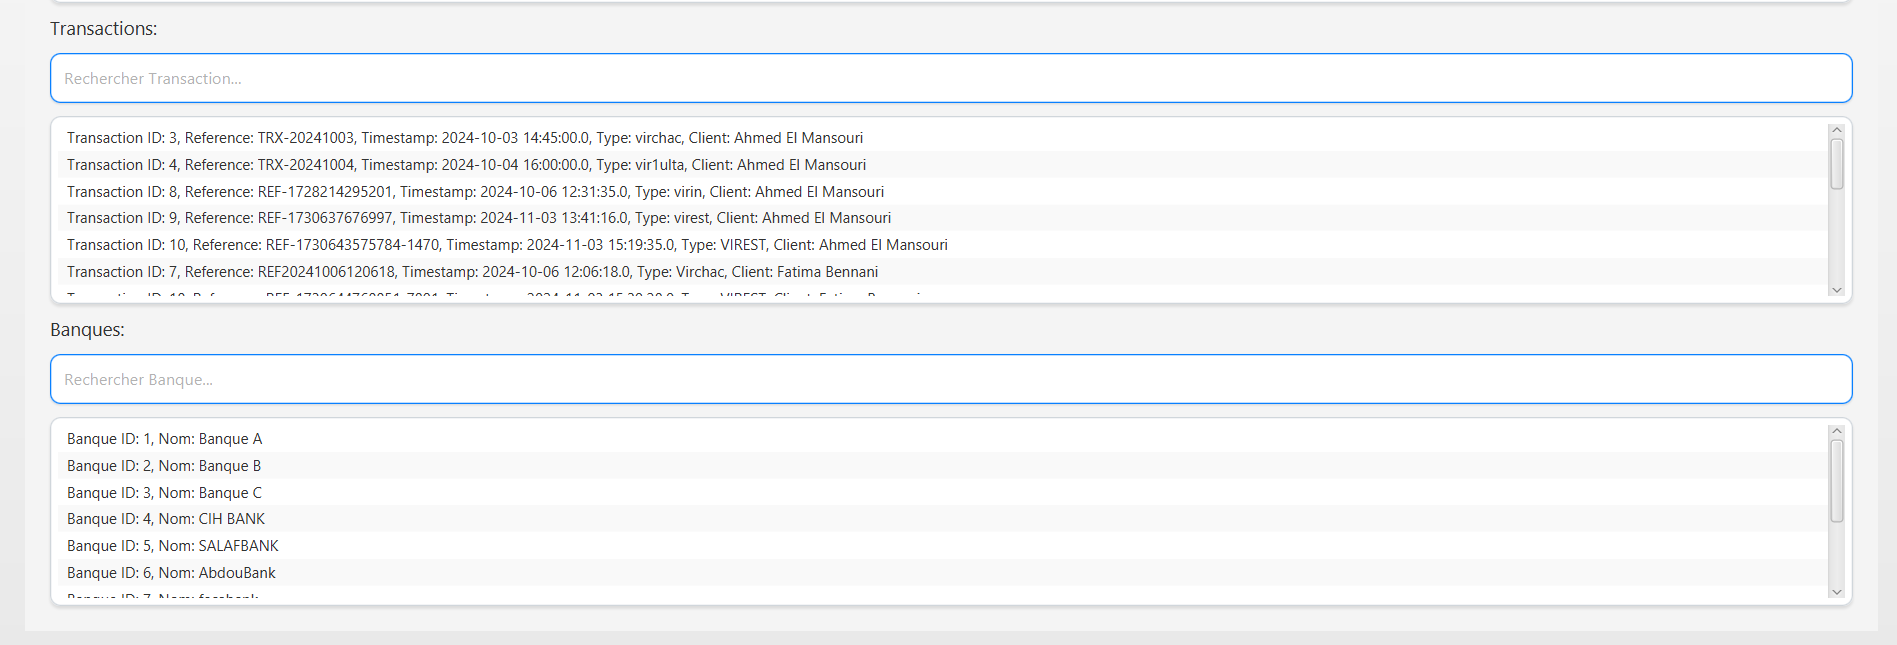 Transactions:
Rechercher Transaction...
Transaction ID: 3, Reference: TRX-20241003, Timestamp: 2024-10-03 14:45:00.0, Type: virchac, Client: Ahmed El Mansouri
Transaction ID: 4, Reference: TRX-20241004, Timestamp: 2024-10-04 16:00:00.0, Type: vir1ulta, Client: Ahmed El Mansouri
Transaction ID: 8, Reference: REF-1728214295201, Timestamp: 2024-10-06 12:31:35.0, Type: virin, Client: Ahmed El Mansouri
Transaction ID: 9, Reference: REF-1730637676997, Timestamp: 2024-11-03 13:41:16.0, Type: virest, Client: Ahmed El Mansouri
Transaction ID: 10, Reference: REF-1730643575784-1470, Timestamp: 2024-11-03 15:19:35.0, Type: VIREST, Client: Ahmed El Mansouri
Transaction ID: 7, Reference: REF20241006120618, Timestamp: 2024-10-06 12:06:18.0, Type: Virchac, Client: Fatima Bennani
Banques:
Rechercher Banque...
Banque ID: 1, Nom: Banque A
Banque ID: 2, Nom: Banque B
Banque ID: 3, Nom: Banque C
Banque ID: 4, Nom: CIH BANK
Banque ID: 5, Nom: SALAFBANK
Banque ID: 6, Nom: AbdouBank
Banque ID: 7, Nom: